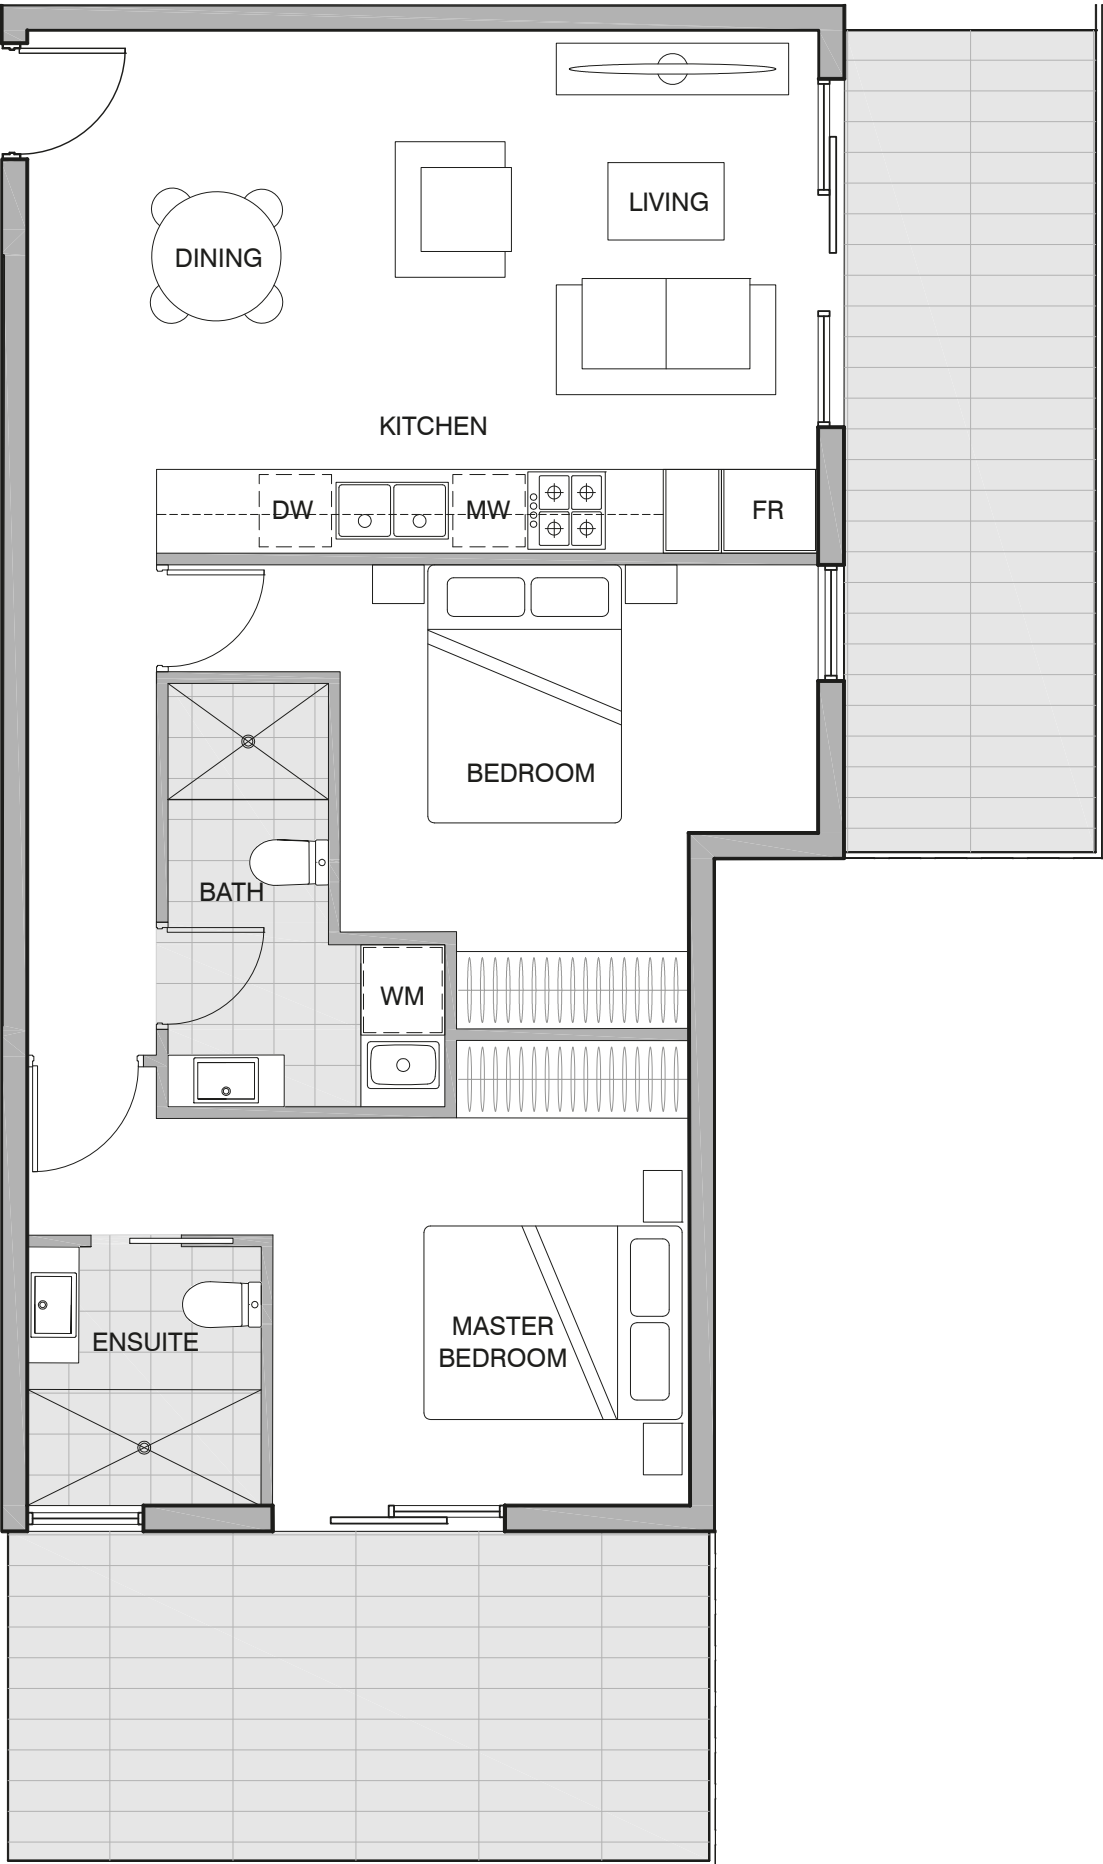 LIVING
DINING
KITCHEN
DW
MW
FR
BEDROOM
BATH
WM
MASTER
BEDROOM
ENSUITE